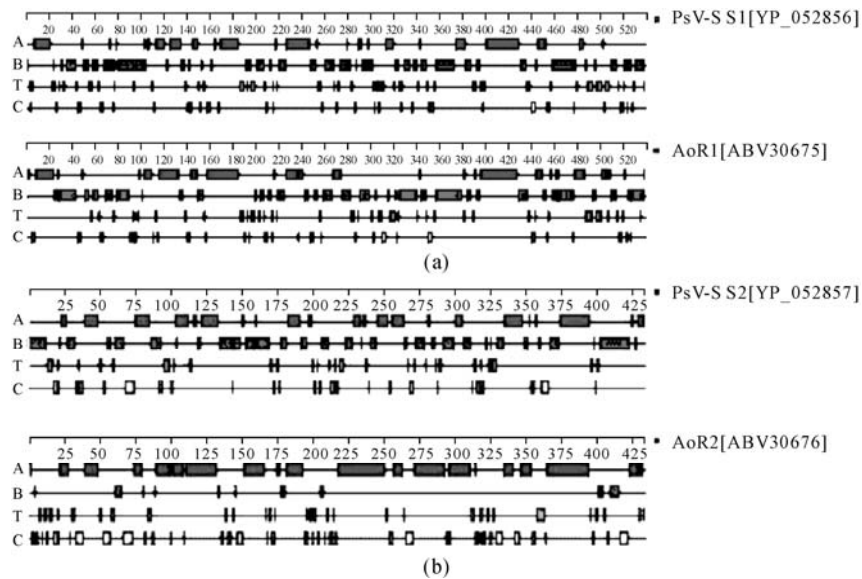 20 40 60 80 100 120 140 160 180 200 220 240 260 280 300 320 340 360 380 400 420 440 460 480 500 520
PsV-S S1[YP_052856]
A
B
T
C
20 40 60 80 100 120 140 160 180 200 220 240 260 280 300 320 340 360 380 400 420 440 460 480 500 520
AoR1[ABV30675]
A
B
T
C
(a)
25 50 75 100 125 150 175 200 225 250 275 300 325 350 375 400 425
PsV-S S2[YP_052857]
A
B
T
C
25 50 75 100 125 150 175 200 225 250 275 300 325 350 375 400 425
AoR2[ABV30676]
A
B
T
C
(b)